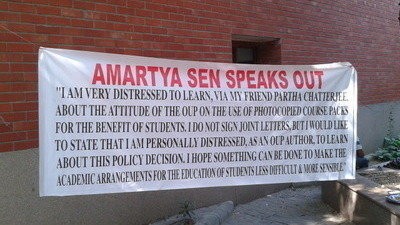 AMARTYA SEN SPEAKS OUT
"I AM VERY DISTRESSED TO LEARN, VIA MY FRIEND PARTHA CHATTERJEE,
ABOUT THE ATTITUDE OF THE OUP ON THE USE OF PHOTOCOPIED COURSE PACKS
FOR THE BENEFIT OF STUDENTS. I DO NOT SIGN JOINT LETTERS, BUT I WOULD LIKE
TO STATE THAT I AM PERSONALLY DISTRESSED, AS AN OUP AUTHOR, TO LEARN
ABOUT THIS POLICY DECISION. I HOPE SOMETHING CAN BE DONE TO MAKE THE
ACADEMIC ARRANGEMENTS FOR THE EDUCATION OF STUDENTS LESS DIFFICULT & MORE SENSIBLE"